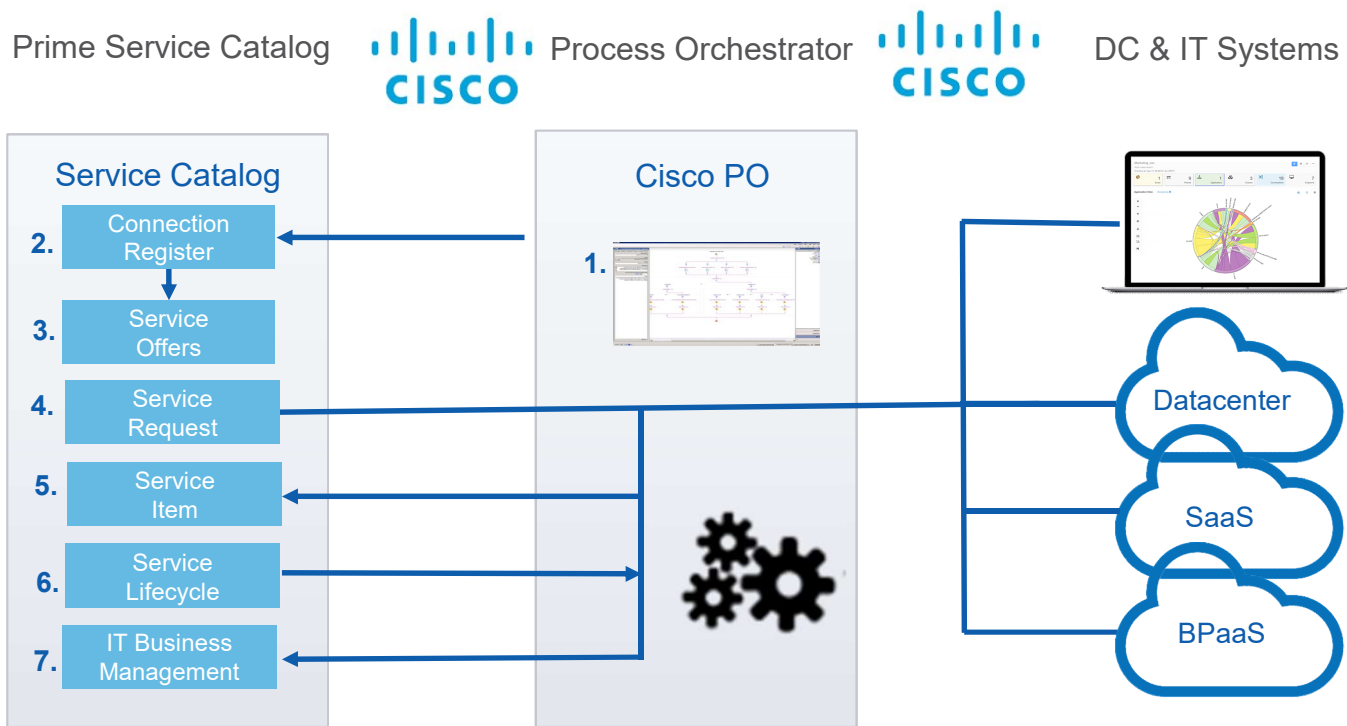 Prime Service Catalog
CISCO
Process Orchestrator
CISCO
DC & IT Systems
Service Catalog
Cisco PO
2.
Connection
Register
1.
3.
Service
Offers
4.
Service
Request
Datacenter
5.
Service
Item
SaaS
6.
Service
Lifecycle
7.
IT Business
Management
BPaaS